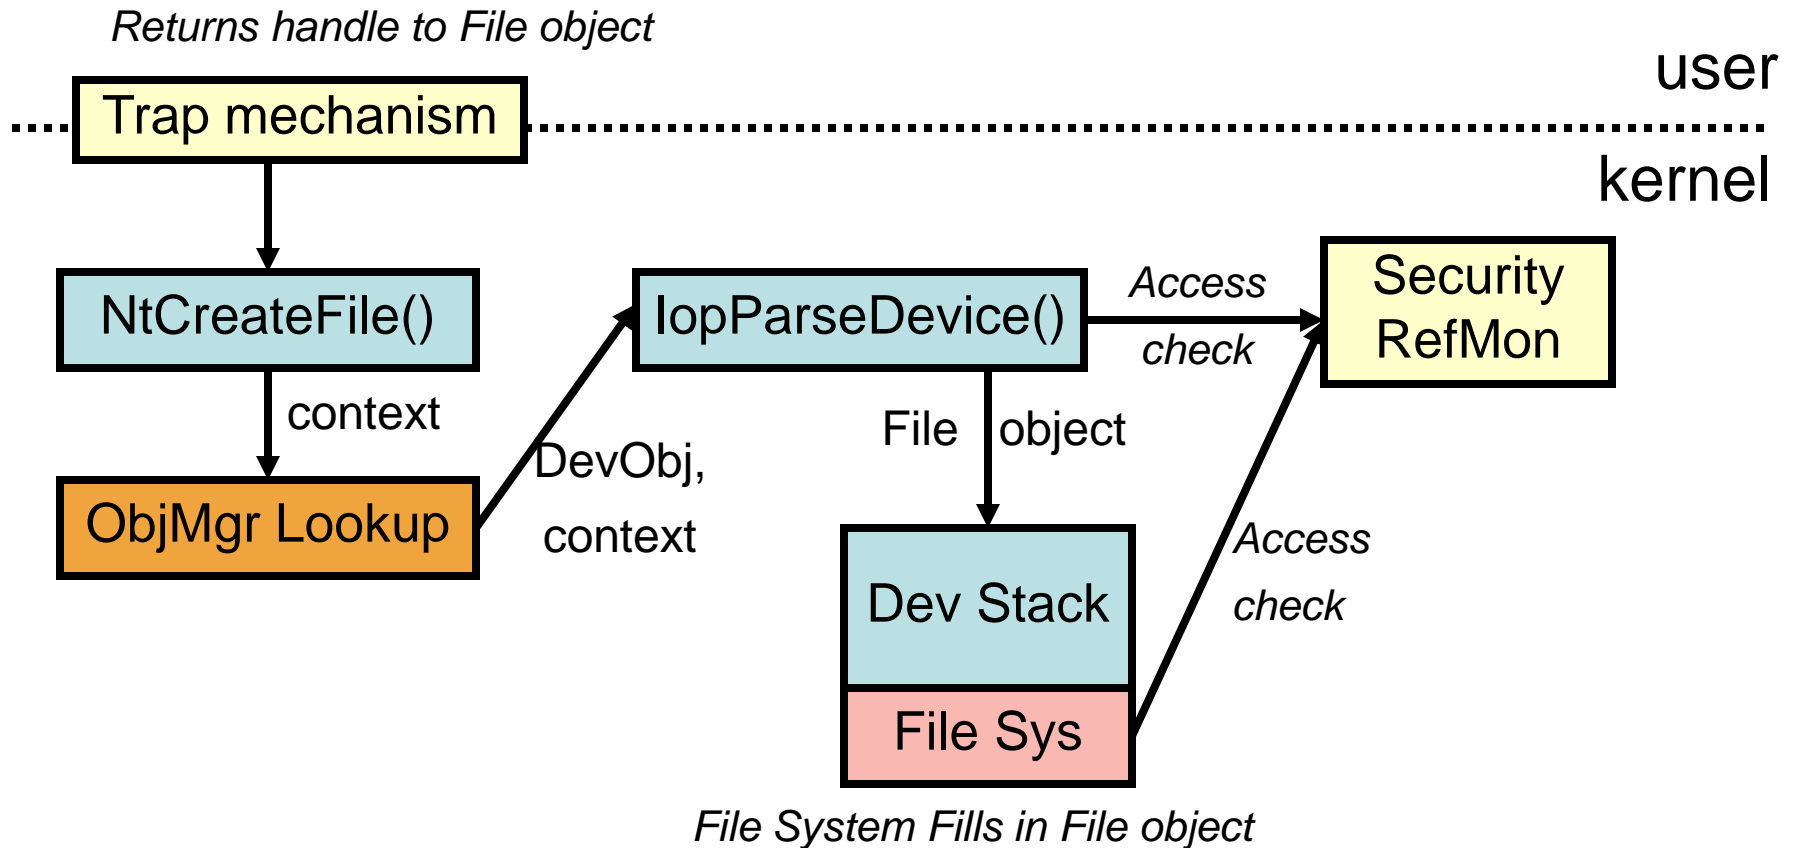 Returns handle to File object
user
Trap mechanism
kernel
NtCreateFile()
IopParseDevice()
Access
check
Security
RefMon
context
File object
DevObj,
context
ObjMgr Lookup
Access
check
Dev Stack
File Sys
File System Fills in File object